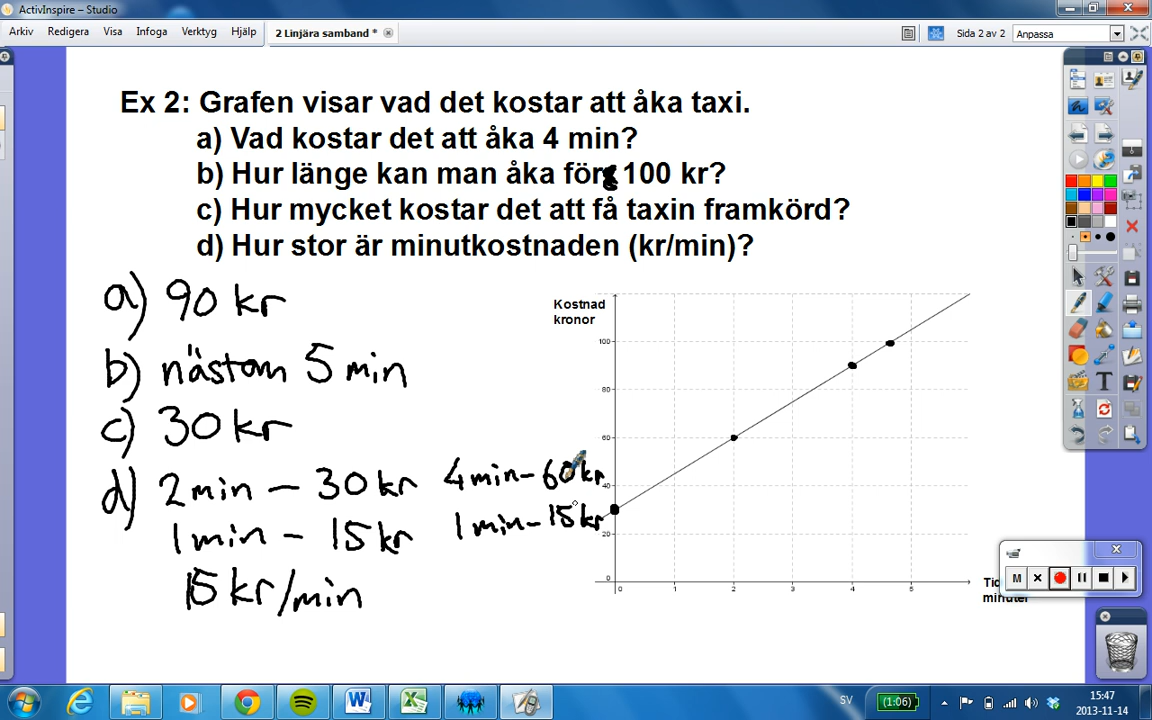 ActivInspire – Studio
Arkiv Redigera Visa Infoga Verktyg Hjälp 2 Linjära samband * Sida 2 av 2 Anpassa
Ex 2: Grafen visar vad det kostar att åka taxi.
a) Vad kostar det att åka 4 min?
b) Hur länge kan man åka för 100 kr?
c) Hur mycket kostar det att få taxin framkörd?
d) Hur stor är minutkostnaden (kr/min)?
a) 90 kr
b) nästan 5 min
c) 30 kr
d) 2 min – 30 kr 4 min – 60 kr
1 min – 15 kr 1 min – 15 kr
15 kr/min
Kostnad
kronor
100
80
60
40
20
0
0 1 2 3 4 5
Tid
minuter
M
SV (1:06) 15:47
2013-11-14